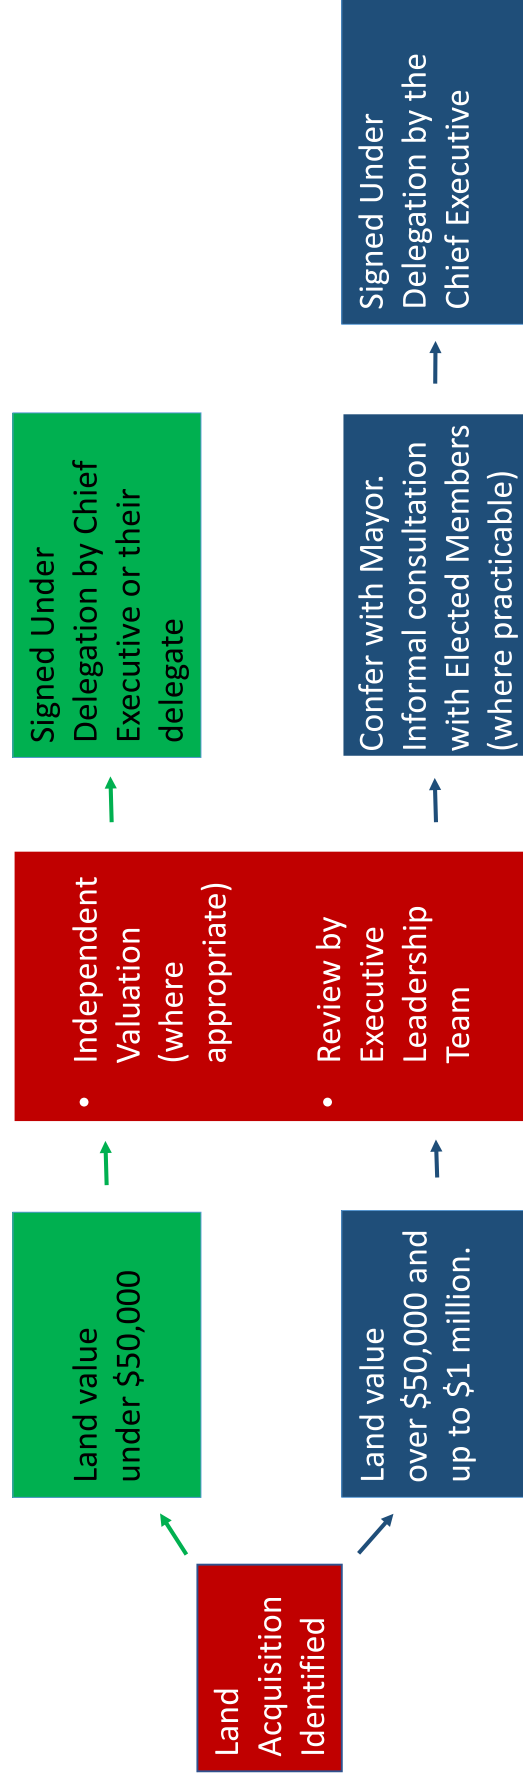 Land
Acquisition
Identified
Land value
under $50,000
Land value
over $50,000 and
up to $1 million.
• Independent
Valuation
(where
appropriate)
• Review by
Executive
Leadership
Team
Signed Under
Delegation by Chief
Executive or their
delegate
Confer with Mayor.
Informal consultation
with Elected Members
(where practicable)
Signed Under
Delegation by the
Chief Executive